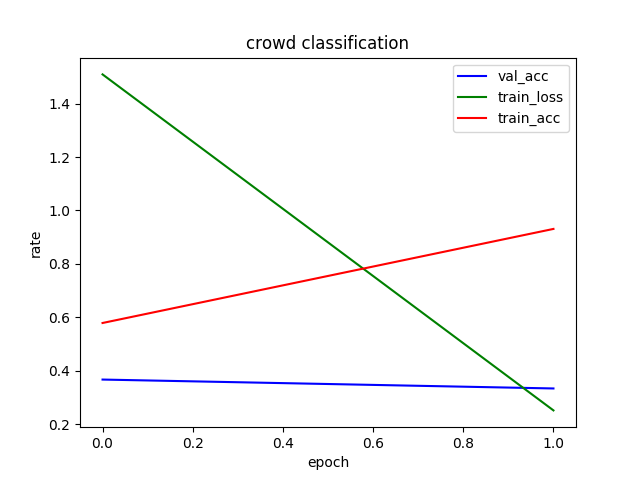 crowd classification
val_acc
train_loss
train_acc
rate
1.4
1.2
1.0
0.8
0.6
0.4
0.2
0.0 0.2 0.4 0.6 0.8 1.0
epoch